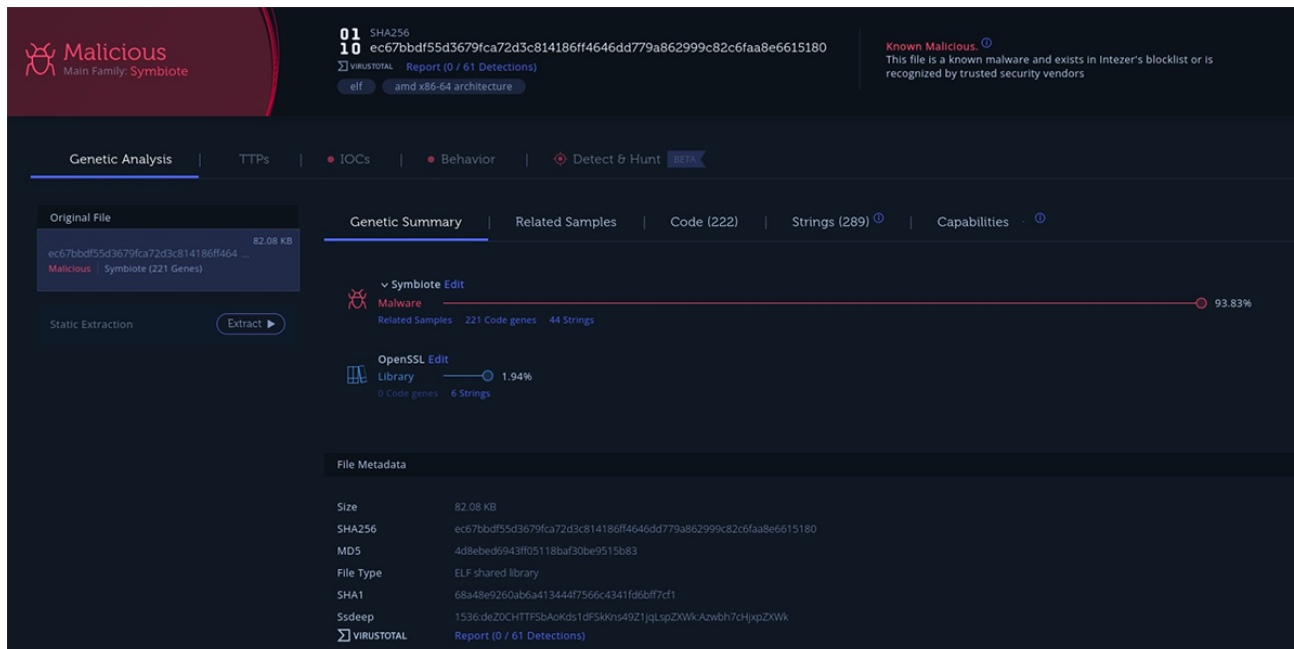 Malicious
Main Family: Symbiote
01
10
SHA256
ec67bbdf55d3679fca72d3c814186ff4646dd779a862999c82c6faa8e6615180
VIRUSTOTAL Report (0 / 61 Detections)
elf amd x86-64 architecture
Known Malicious.
This file is a known malware and exists in Intezer's blocklist or is
recognized by trusted security vendors
Genetic Analysis | TTPs | IOCs | Behavior | Detect & Hunt BETA
Original File
82.08 KB
ec67bbdf55d3679fca72d3c814186ff464 ...
Malicious | Symbiote (221 Genes)
Static Extraction Extract
Genetic Summary | Related Samples | Code (222) | Strings (289) | Capabilities
Symbiote Edit
Malware 93.83%
Related Samples 221 Code genes 44 Strings
OpenSSL Edit
Library 1.94%
0 Code genes 6 Strings
File Metadata
Size 82.08 KB
SHA256 ec67bbdf55d3679fca72d3c814186ff4646dd779a862999c82c6faa8e6615180
MD5 4d8ebed6943ff05118baf30be9515b83
File Type ELF shared library
SHA1 68a48e9260ab6a413444f7566c4341fd6bff7cf1
Ssdeep 1536:deZ0CHTTFSbAoKds1dFSkKns49Z1jqLspZXWk:Azwbh7cHjxpZXWk
VIRUSTOTAL Report (0 / 61 Detections)